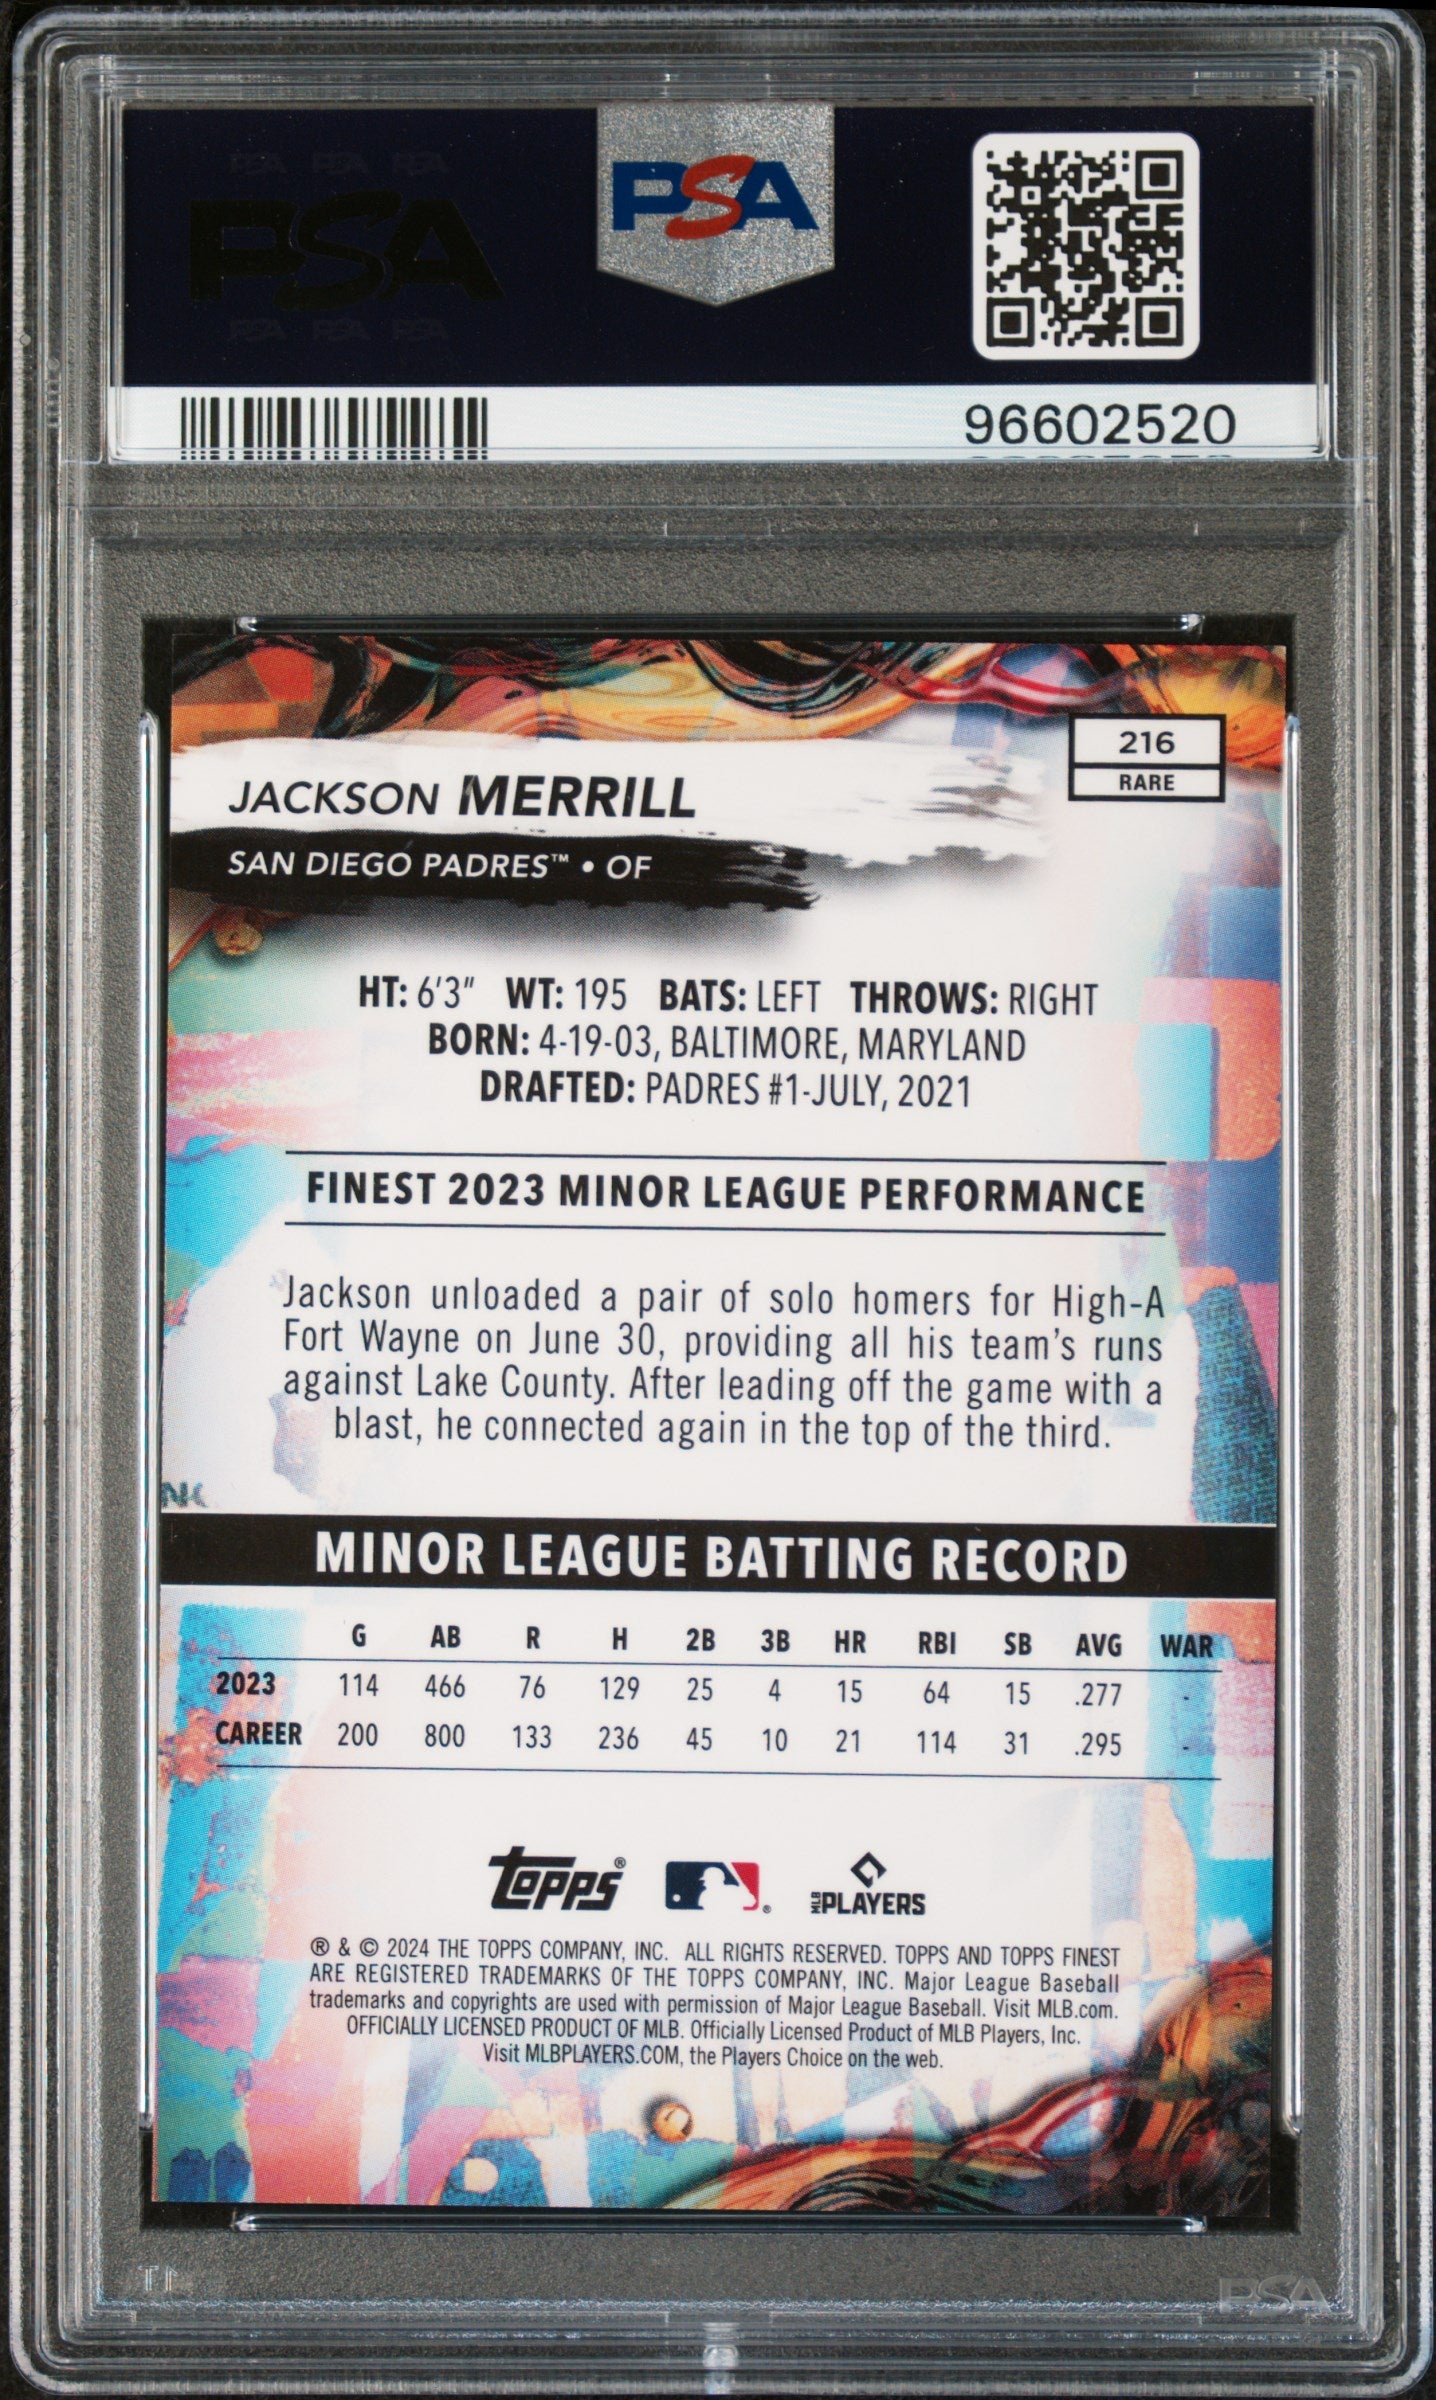 PSA PSA PSA
PSA
PSA PSA PSA
PSA
96602520
216
RARE
JACKSON MERRILL
SAN DIEGO PADRES™ • OF
HT: 6'3" WT: 195 BATS: LEFT THROWS: RIGHT
BORN: 4-19-03, BALTIMORE, MARYLAND
DRAFTED: PADRES #1-JULY, 2021
FINEST 2023 MINOR LEAGUE PERFORMANCE
Jackson unloaded a pair of solo homers for High-A
Fort Wayne on June 30, providing all his team's runs
against Lake County. After leading off the game with a
blast, he connected again in the top of the third.
MINOR LEAGUE BATTING RECORD
G AB R H 2B 3B HR RBI SB AVG WAR
2023 114 466 76 129 25 4 15 64 15 .277 -
CAREER 200 800 133 236 45 10 21 114 31 .295 -
TOPPS® ® MLB PLAYERS
® & © 2024 THE TOPPS COMPANY, INC. ALL RIGHTS RESERVED. TOPPS AND TOPPS FINEST
ARE REGISTERED TRADEMARKS OF THE TOPPS COMPANY, INC. Major League Baseball
trademarks and copyrights are used with permission of Major League Baseball. Visit MLB.com.
OFFICIALLY LICENSED PRODUCT OF MLB. Officially Licensed Product of MLB Players, Inc.
Visit MLBPLAYERS.COM, the Players Choice on the web.
PSA